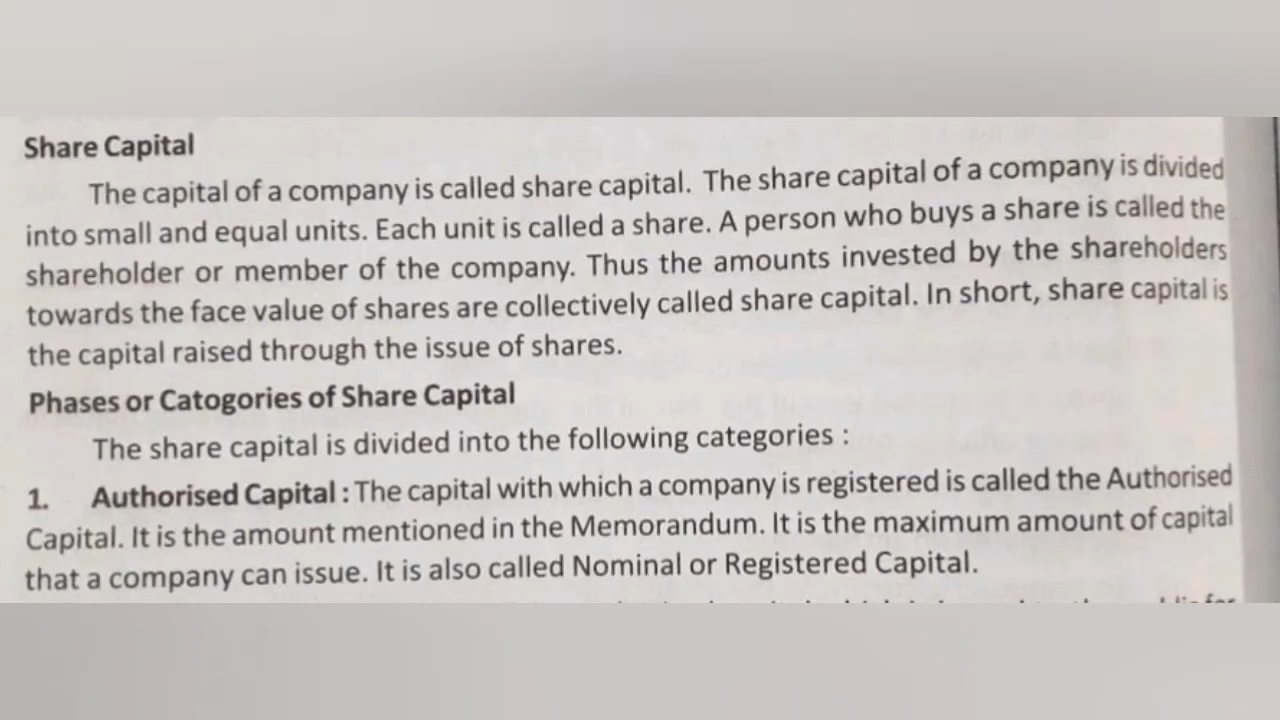 Share Capital
The capital of a company is called share capital. The share capital of a company is divided
into small and equal units. Each unit is called a share. A person who buys a share is called the
shareholder or member of the company. Thus the amounts invested by the shareholders
towards the face value of shares are collectively called share capital. In short, share capital is
the capital raised through the issue of shares.
Phases or Catogories of Share Capital
The share capital is divided into the following categories :
1. Authorised Capital : The capital with which a company is registered is called the Authorised
Capital. It is the amount mentioned in the Memorandum. It is the maximum amount of capital
that a company can issue. It is also called Nominal or Registered Capital.